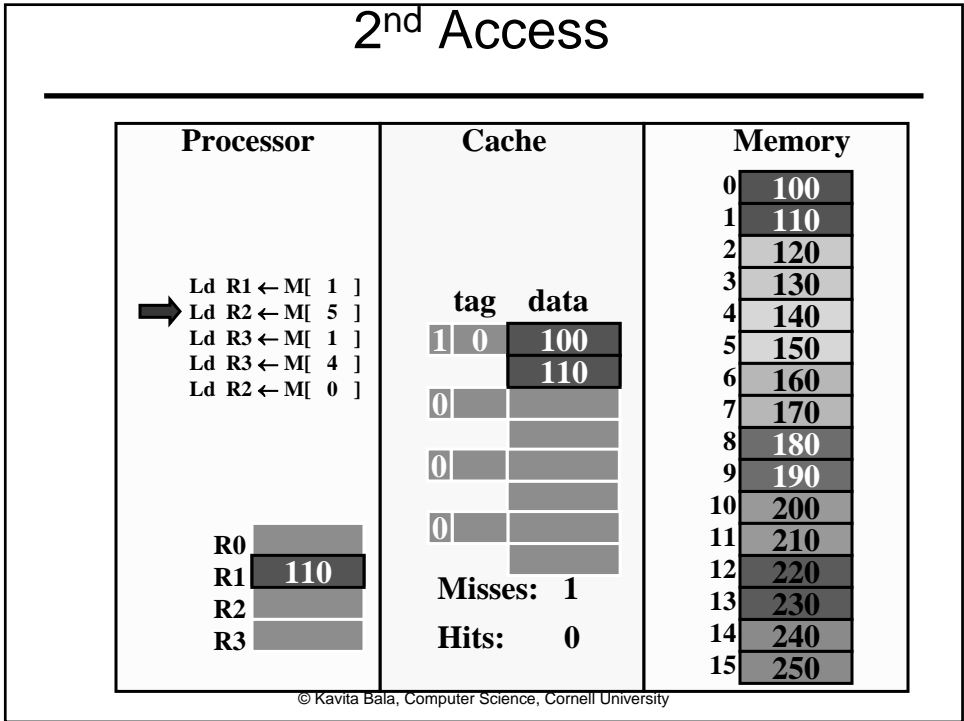 2nd Access
Processor
Ld R1 ← M[ 1 ]
Ld R2 ← M[ 5 ]
Ld R3 ← M[ 1 ]
Ld R3 ← M[ 4 ]
Ld R2 ← M[ 0 ]
R0
R1 110
R2
R3
Cache
tag data
1 0 100
110
0
0
0
Misses: 1
Hits: 0
Memory
0 100
1 110
2 120
3 130
4 140
5 150
6 160
7 170
8 180
9 190
10 200
11 210
12 220
13 230
14 240
15 250
© Kavita Bala, Computer Science, Cornell University